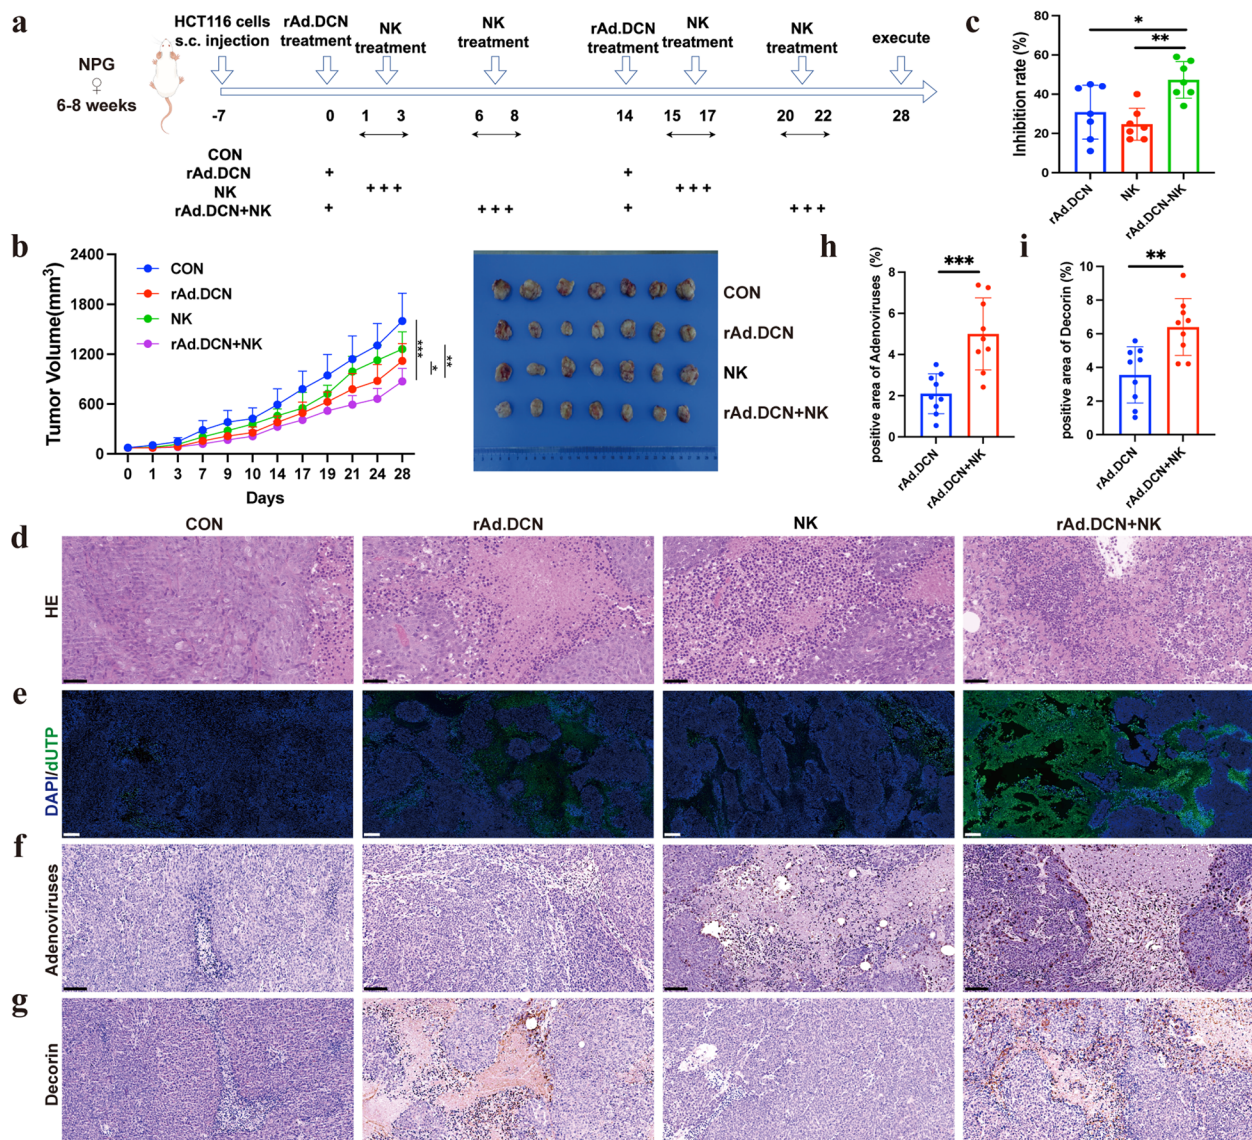 a
HCT116 cells
s.c. injection
rAd.DCN
treatment
NK
treatment
NK
treatment
rAd.DCN
treatment
NK
treatment
NK
treatment
execute
NPG
♀
6-8 weeks
-7 0 1 3 6 8 14 15 17 20 22 28
CON
rAd.DCN + +
NK + + + + + +
rAd.DCN+NK + + + + + + + +
c
Inhibition rate (%)
80
60
40
20
0
*
**
rAd.DCN
NK
rAd.DCN-NK
b
Tumor Volume(mm³)
2400
1800
1200
600
0
CON
rAd.DCN
NK
rAd.DCN+NK
***
*
**
0 1 3 7 9 10 14 17 19 21 24 28
Days
CON
rAd.DCN
NK
rAd.DCN+NK
h
positive area of Adenoviruses (%)
8
6
4
2
0
***
rAd.DCN
rAd.DCN+NK
i
positive area of Decorin (%)
10
8
6
4
2
0
**
rAd.DCN
rAd.DCN+NK
CON rAd.DCN NK rAd.DCN+NK
d
HE
e
DAPI/dUTP
f
Adenoviruses
g
Decorin